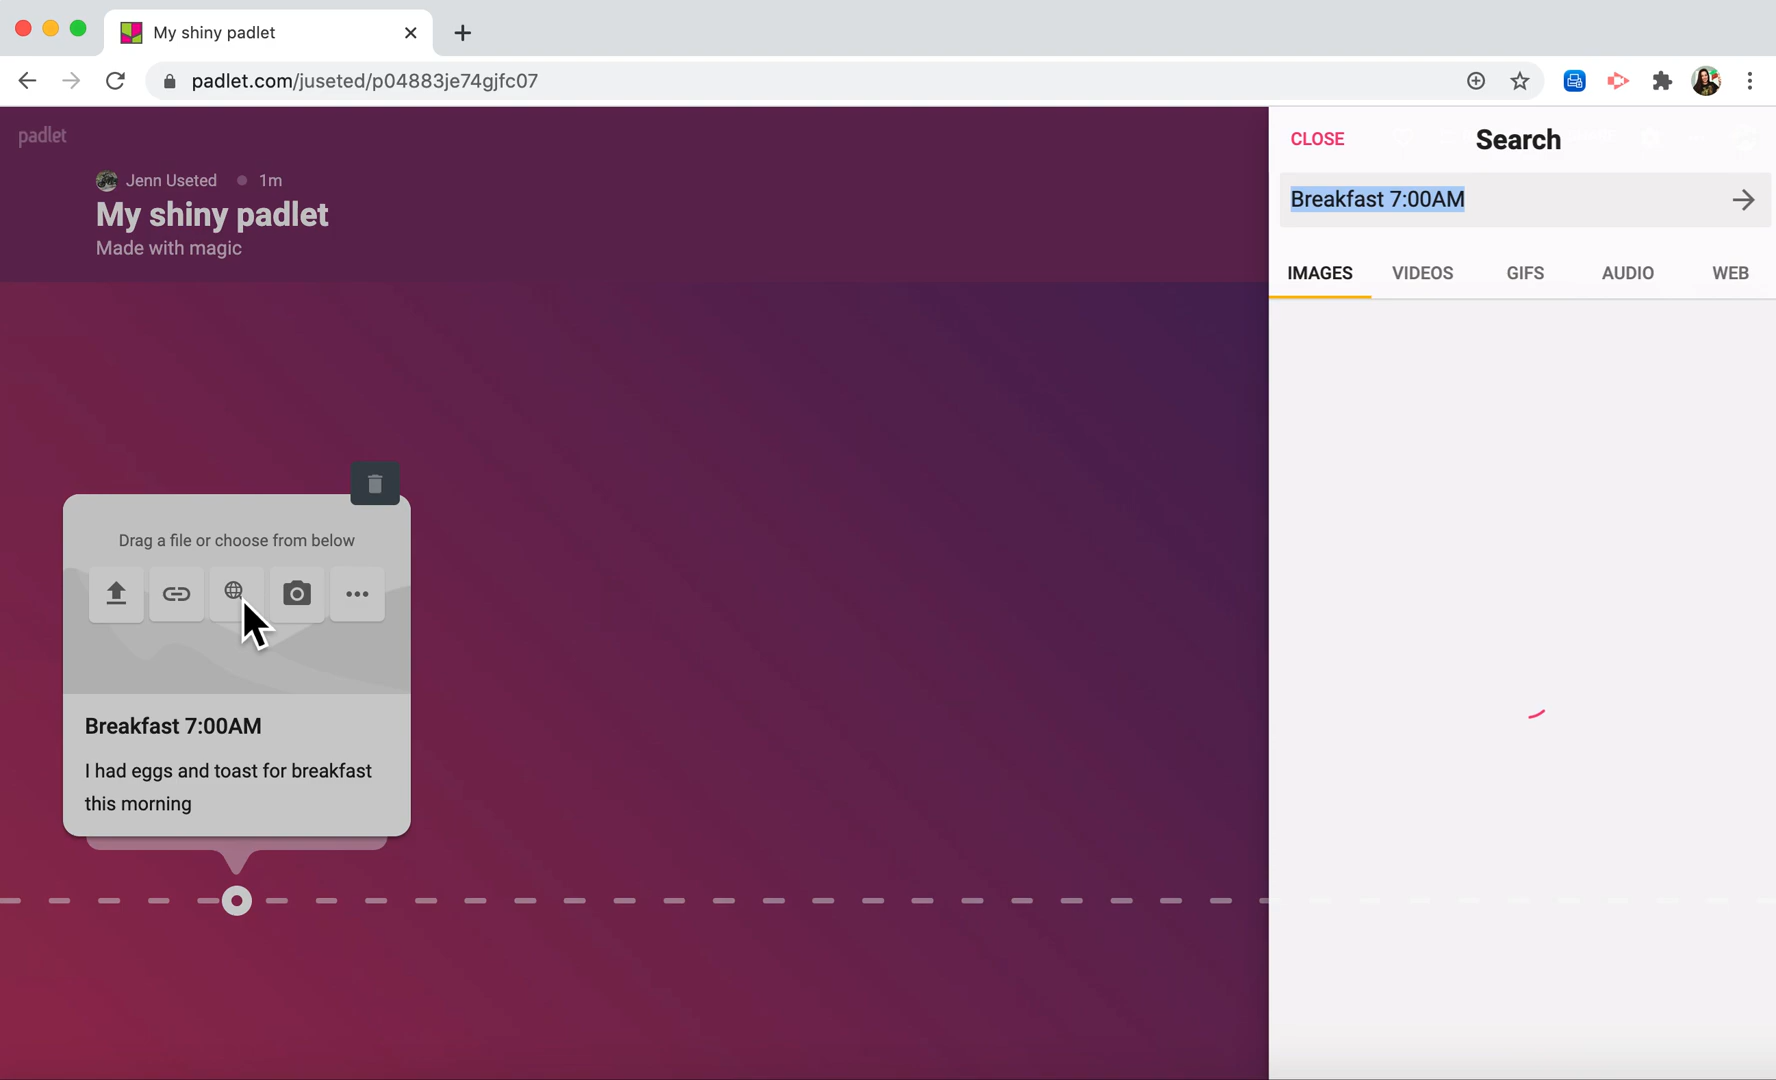 My shiny padlet
padlet.com/juseted/p04883je74gjfc07
padlet
Jenn Useted 1m
My shiny padlet
Made with magic
CLOSE Search
Breakfast 7:00AM
IMAGES VIDEOS GIFS AUDIO WEB
Drag a file or choose from below
Breakfast 7:00AM
I had eggs and toast for breakfast
this morning